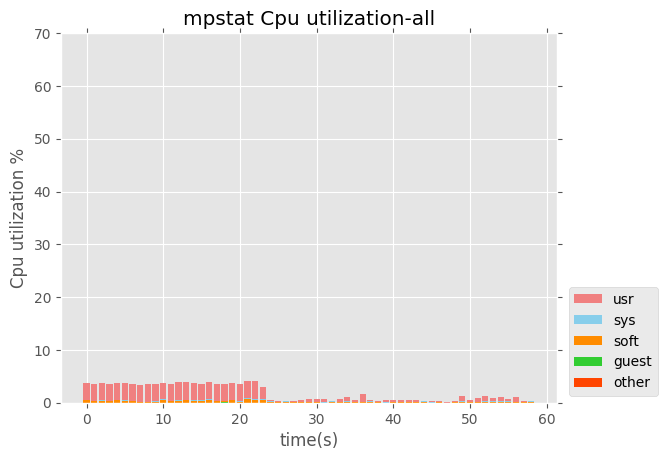 mpstat Cpu utilization-all
70
60
50
40
30
20
10
0
Cpu utilization %
0 10 20 30 40 50 60
time(s)
usr
sys
soft
guest
other